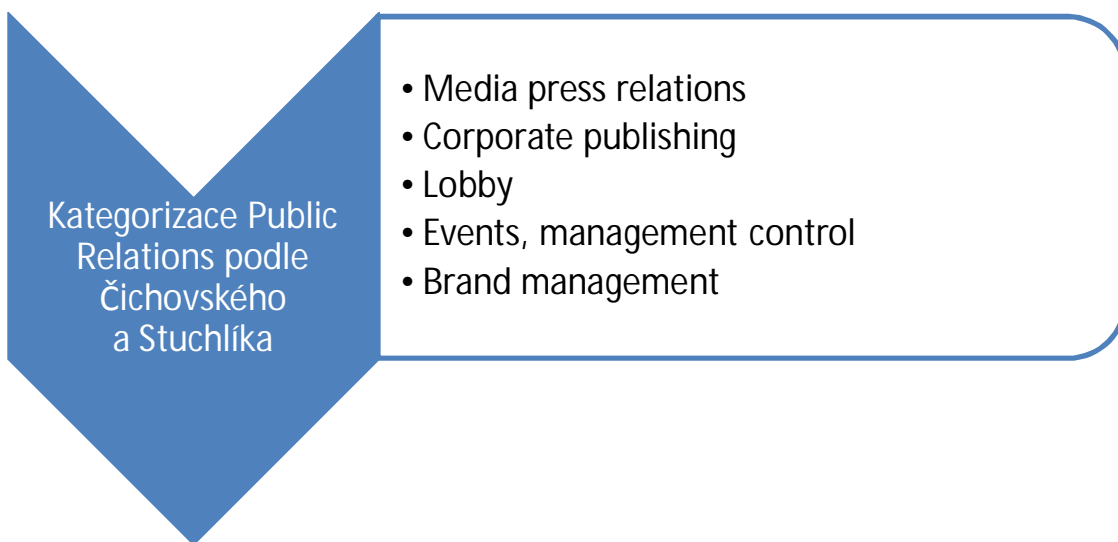 Kategorizace Public
Relations podle
Čichovského
a Stuchlíka
• Media press relations
• Corporate publishing
• Lobby
• Events, management control
• Brand management